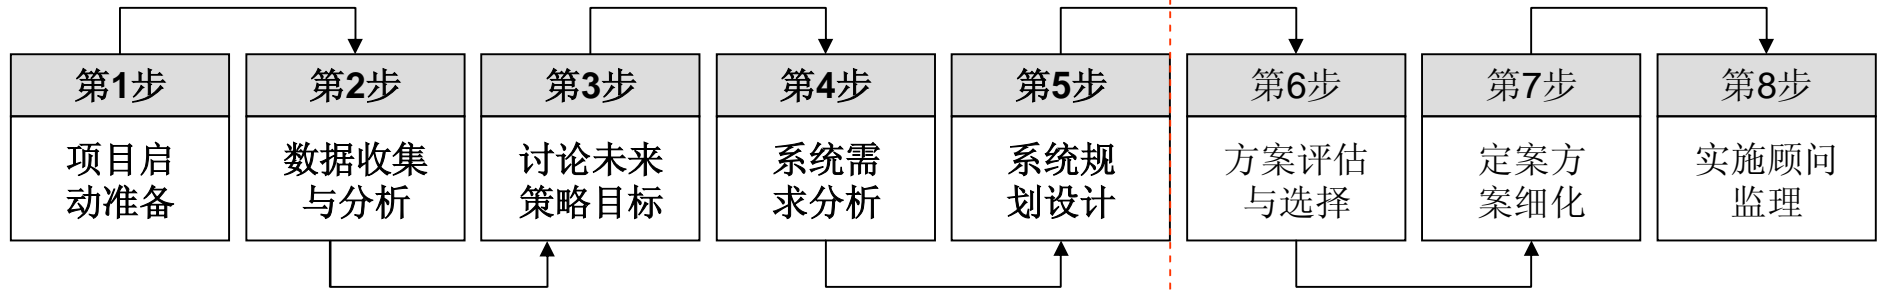 第1步
项目启
动准备
第2步
数据收集
与分析
第3步
讨论未来
策略目标
第4步
系统需
求分析
第5步
系统规
划设计
第6步
方案评估
与选择
第7步
定案方
案细化
第8步
实施顾问
监理